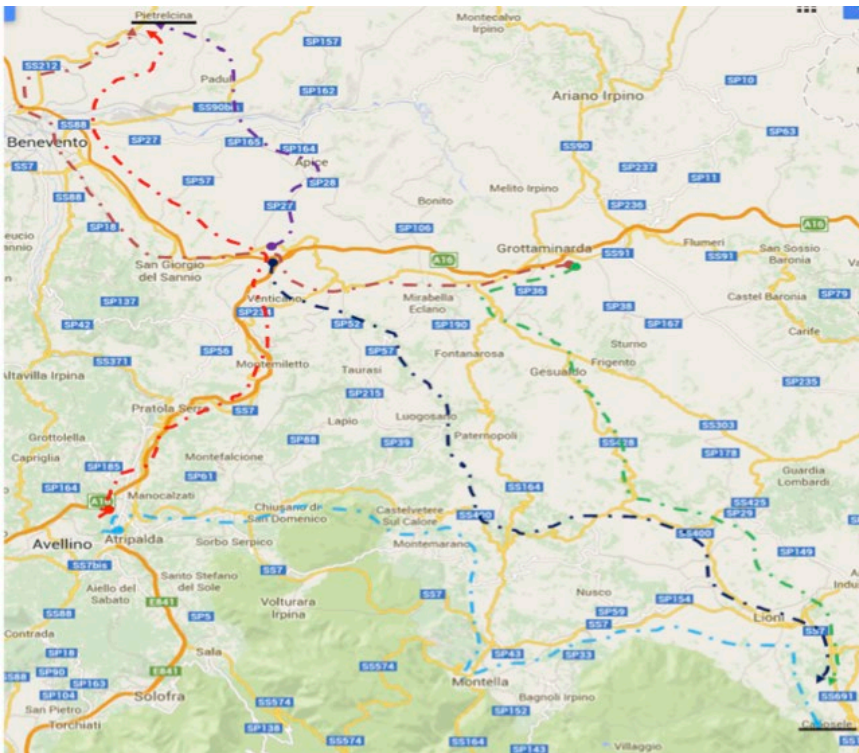 Pietrelcina
Montecalvo
Irpino
SP157
SS212
Padul
SP162
SP10
Ariano Irpino
SS90bis
SS88
SP63
Benevento
SP27
SP165
SP164
SS90
SS7
Apice
SP237
SP57
SP28
SP11
Melito Irpino
SS88
Bonito
SP27
SP236
SP18
SP106
A16
Grottaminarda
SS91
Flumeri
San Sossio
Baronia
San Giorgio
del Sannio
A16
SS91
SP36
SP79
SP137
Venticano
Mirabella
Eclano
Castel Baronia
SP38
SP42
SP52
SP190
SP167
Carife
SP57
Sturno
SP56
Fontanarosa
SS371
Montemiletto
Frigento
Taurasi
Gesualdo
SP235
Altavilla Irpina
SP215
SS7
Pratola Serra
Luogosano
Lapio
SS303
Grottolella
SP88
SP39
Paternopoli
SS428
SP178
Capriglia
SP185
Montefalcione
Guardia
Lombardi
SP61
SP164
Manocalzati
SS164
Chiusano di
San Domenico
Castelvetere
Sul Calore
SS425
SP29
SS400
SS400
Avellino
Atripalda
Sorbo Serpico
Montemarano
SP149
SS7bis
SS7
Santo Stefano
del Sole
Aiello del
Sabato
SS7
Nusco
SP154
E841
Volturara
Irpina
SP59
SS88
SP5
Lioni
SS7
SS7
Contrada
SP18
Sala
SP43
SP33
SP90
E841
SS574
SS88
SP163
Montella
SP104
Solofra
SS574
Bagnoli Irpino
SS691
San Pietro
SP152
Torchiati
SP138
SS574
SS164
SP143
Villaggio